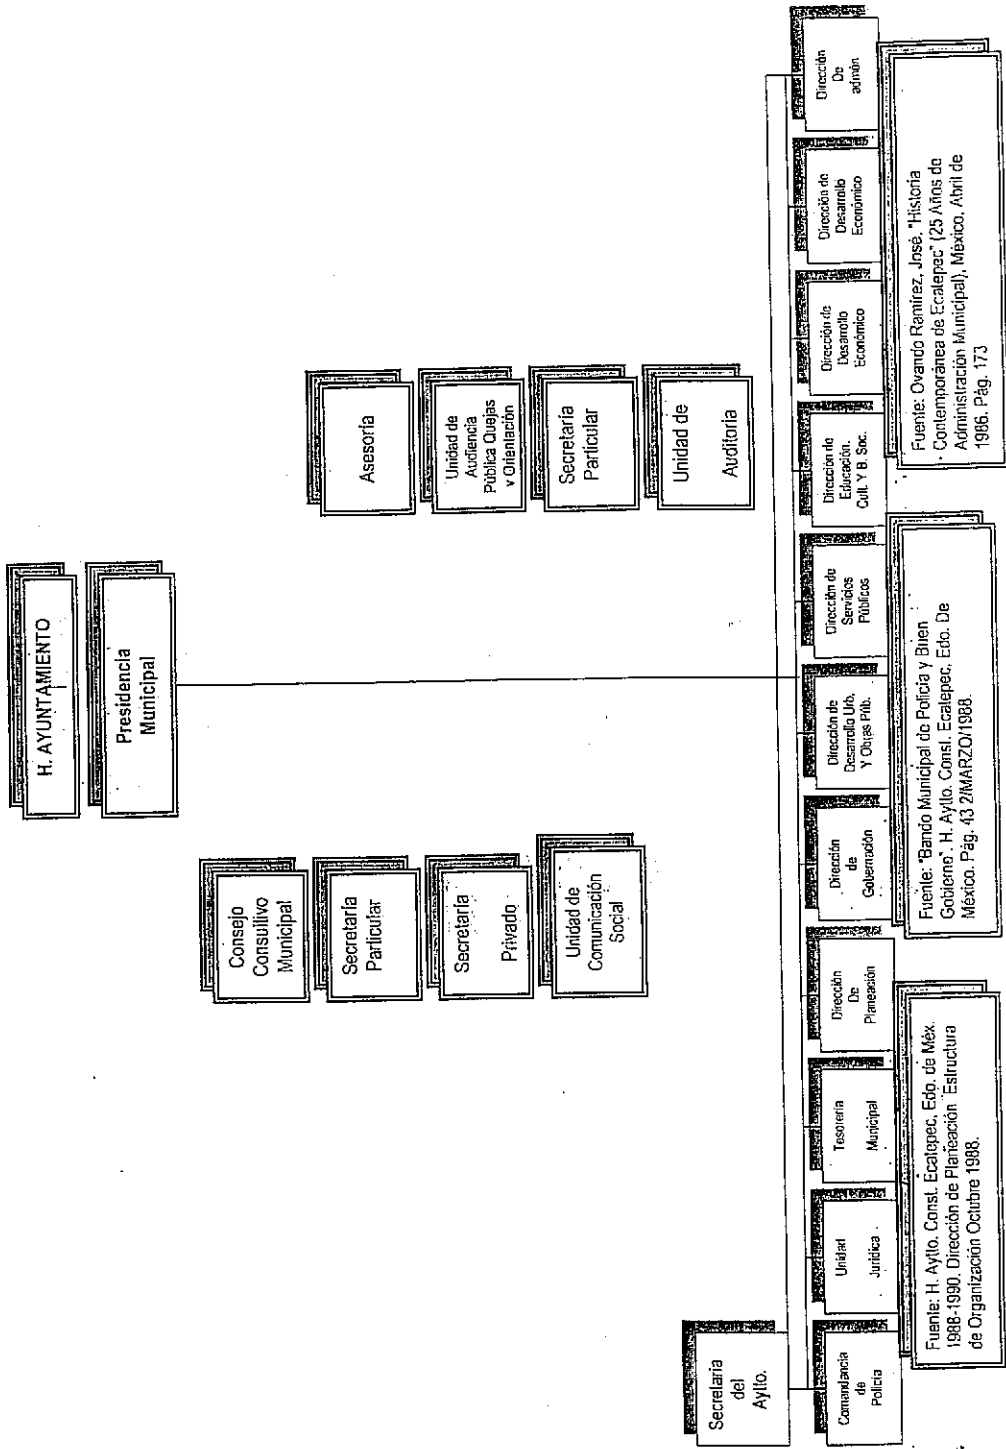 H. AYUNTAMIENTO
Presidencia
Municipal
Consejo
Consultivo
Municipal
Secretaria
Particular
Secretaria
Privado
Unidad de
Comunicación
Social
Asesoría
Unidad de
Audiencia
Pública Quejas
y Orientación
Secretaría
Particular
Unidad de
Auditoria
Secretaria
del
Aytto.
Comandancia
de
Policia
Unidad
Jurídica
Tesorería
Municipal
Dirección
De
Planeación
Dirección
de
Gobernación
Dirección de
Desarrollo Urb.
Y Obras Púb.
Dirección de
Servicios
Públicos
Dirección de
Educación.
Cult. Y B. Soc.
Dirección de
Desarrollo
Económico
Dirección de
Desarrollo
Económico
Dirección
De
admón
Fuente: H. Aytto. Const. Ecatepec, Edo. de Méx.
1988-1990. Dirección de Planeación Estructura
de Organización Octubre 1988.
Fuente: "Bando Municipal de Policía y Buen
Gobierno". H. Aytto. Const. Ecatepec, Edo. De
México. Pág. 43 2/MARZO/1988.
Fuente: Ovando Ramírez, José, "Historia
Contemporánea de Ecatepec" (25 Años de
Administración Municipal), México, Abril de
1986. Pág. 173